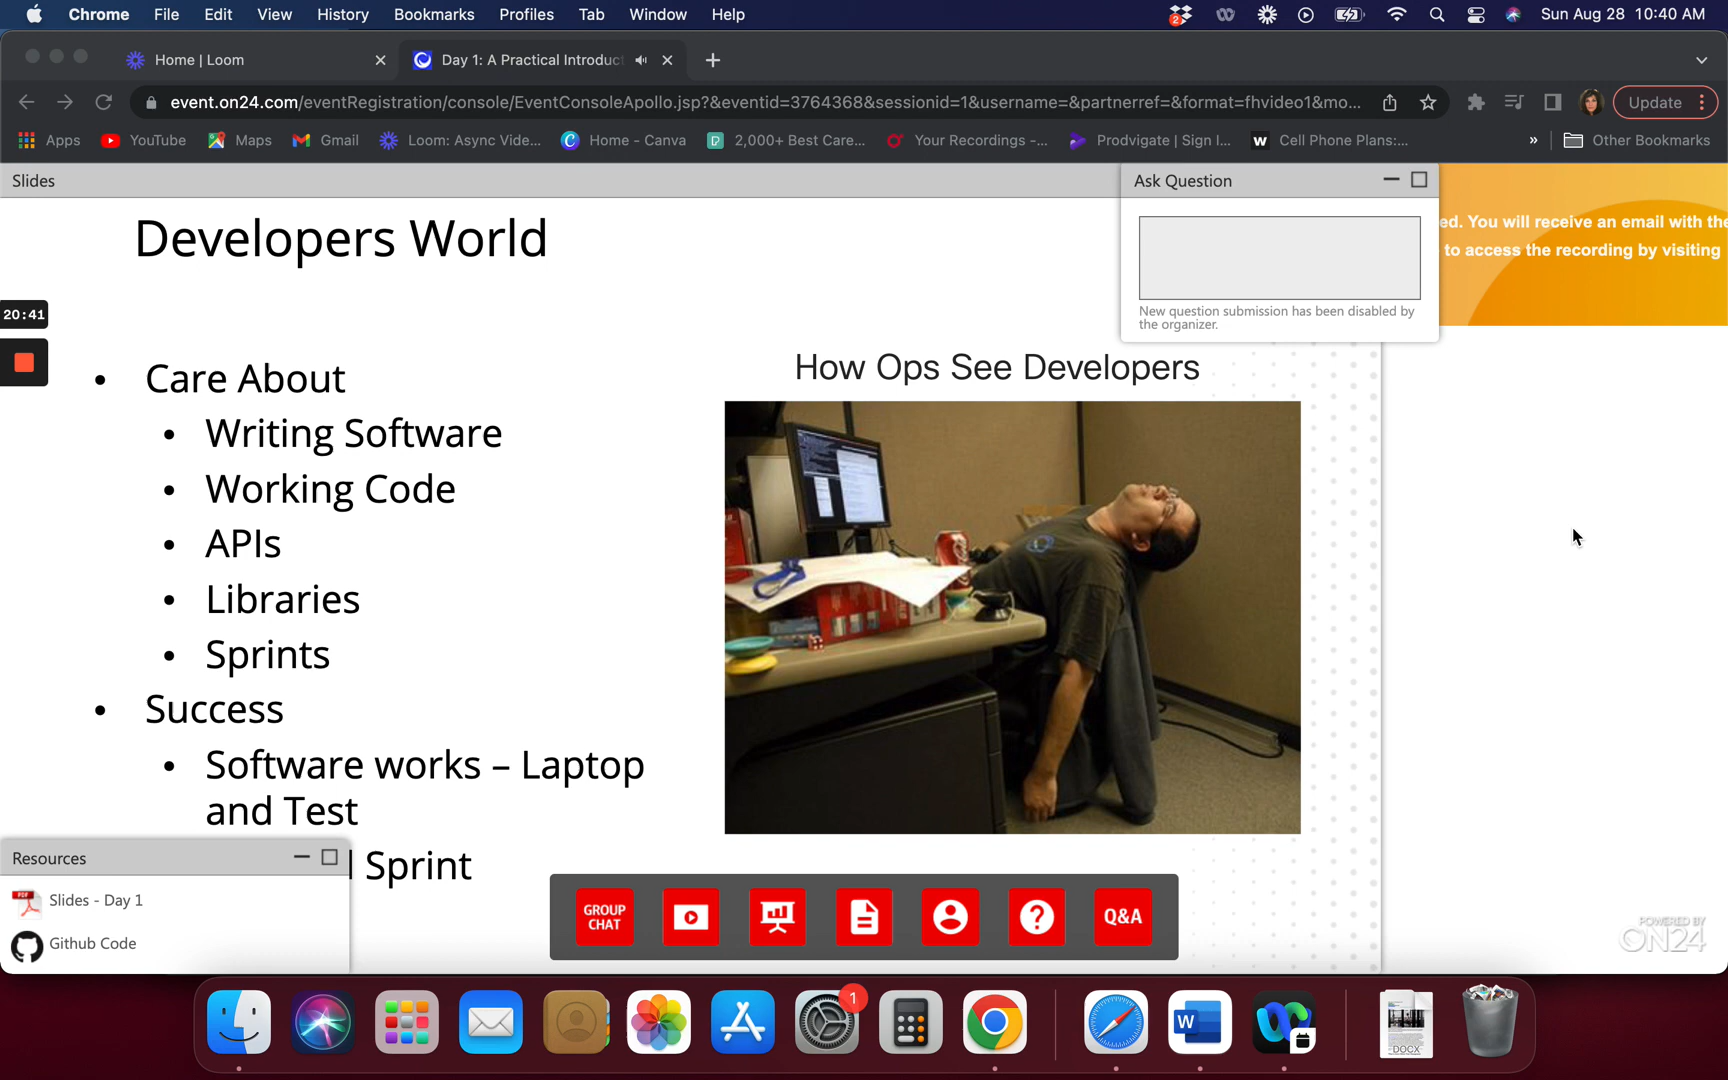 Chrome File Edit View History Bookmarks Profiles Tab Window Help
2
Sun Aug 28 10:40 AM
Home | Loom
Day 1: A Practical Introduct
event.on24.com/eventRegistration/console/EventConsoleApollo.jsp?&eventid=3764368&sessionid=1&username=&partnerref=&format=fhvideo1&mo...
Update
Apps YouTube Maps Gmail Loom: Async Vide... Home - Canva 2,000+ Best Care... Your Recordings -... Prodvigate | Sign I... Cell Phone Plans:... » Other Bookmarks
Slides
Ask Question
ed. You will receive an email with the
to access the recording by visiting
New question submission has been disabled by
the organizer.
Developers World
20:41
• Care About
• Writing Software
• Working Code
• APIs
• Libraries
• Sprints
• Success
• Software works – Laptop
and Test
Sprint
How Ops See Developers
Resources
PDF
Slides - Day 1
Github Code
GROUP
CHAT
Q&A
POWERED BY
ON24
1
W
DOCX